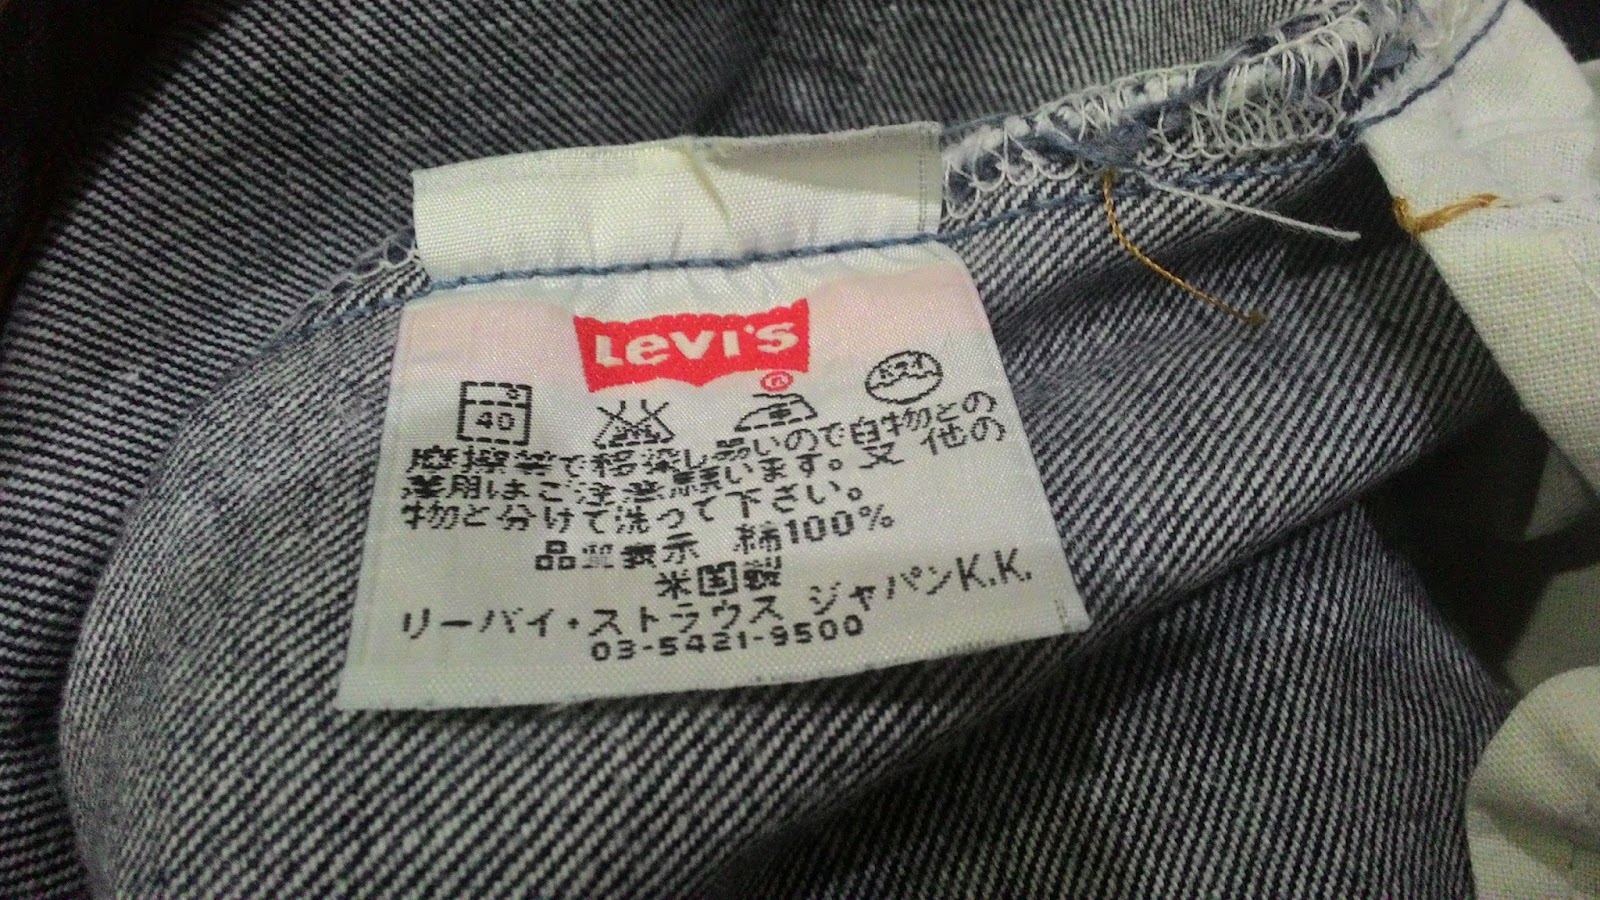 Levi's
®
40
ドライ
摩擦等で移染し易いので白物との
着用はご注意願います。又 他の
物と分けて洗って下さい。
品質表示 綿100%
米国製
リーバイ・ストラウス ジャパンK.K.
03-5421-9500